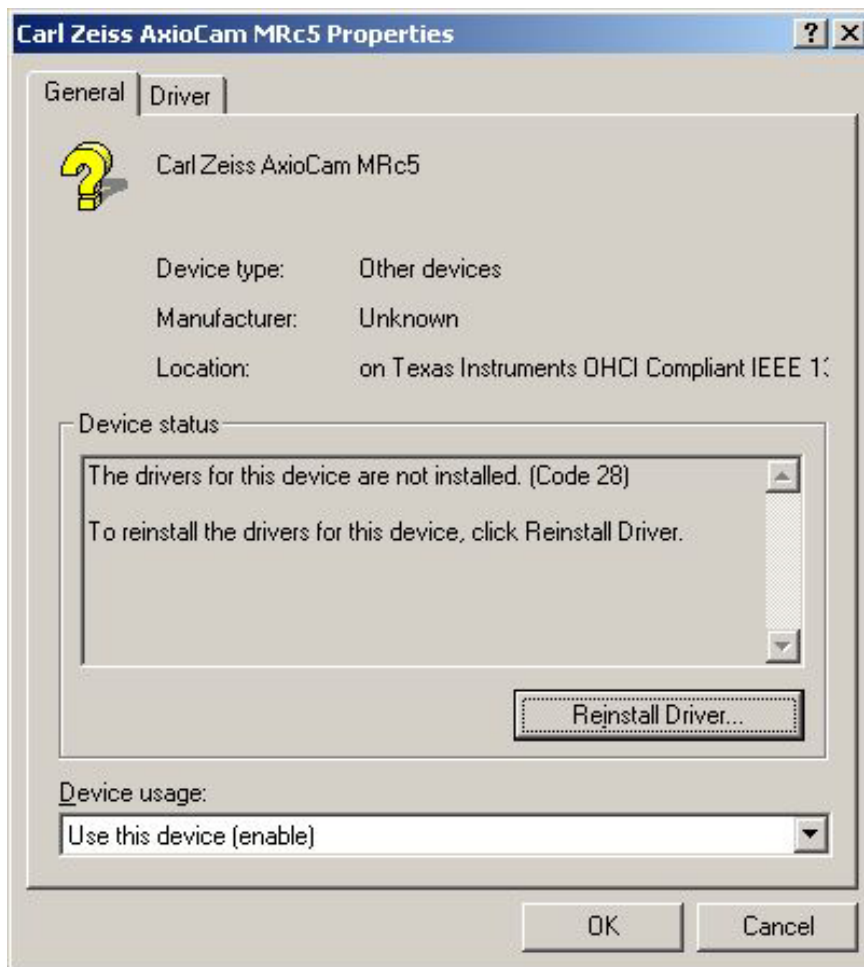 Carl Zeiss AxioCam MRc5 Properties
General Driver
Carl Zeiss AxioCam MRc5
Device type: Other devices
Manufacturer: Unknown
Location: on Texas Instruments OHCI Compliant IEEE 13
Device status
The drivers for this device are not installed. (Code 28)
To reinstall the drivers for this device, click Reinstall Driver.
Reinstall Driver...
Device usage:
Use this device (enable)
OK Cancel